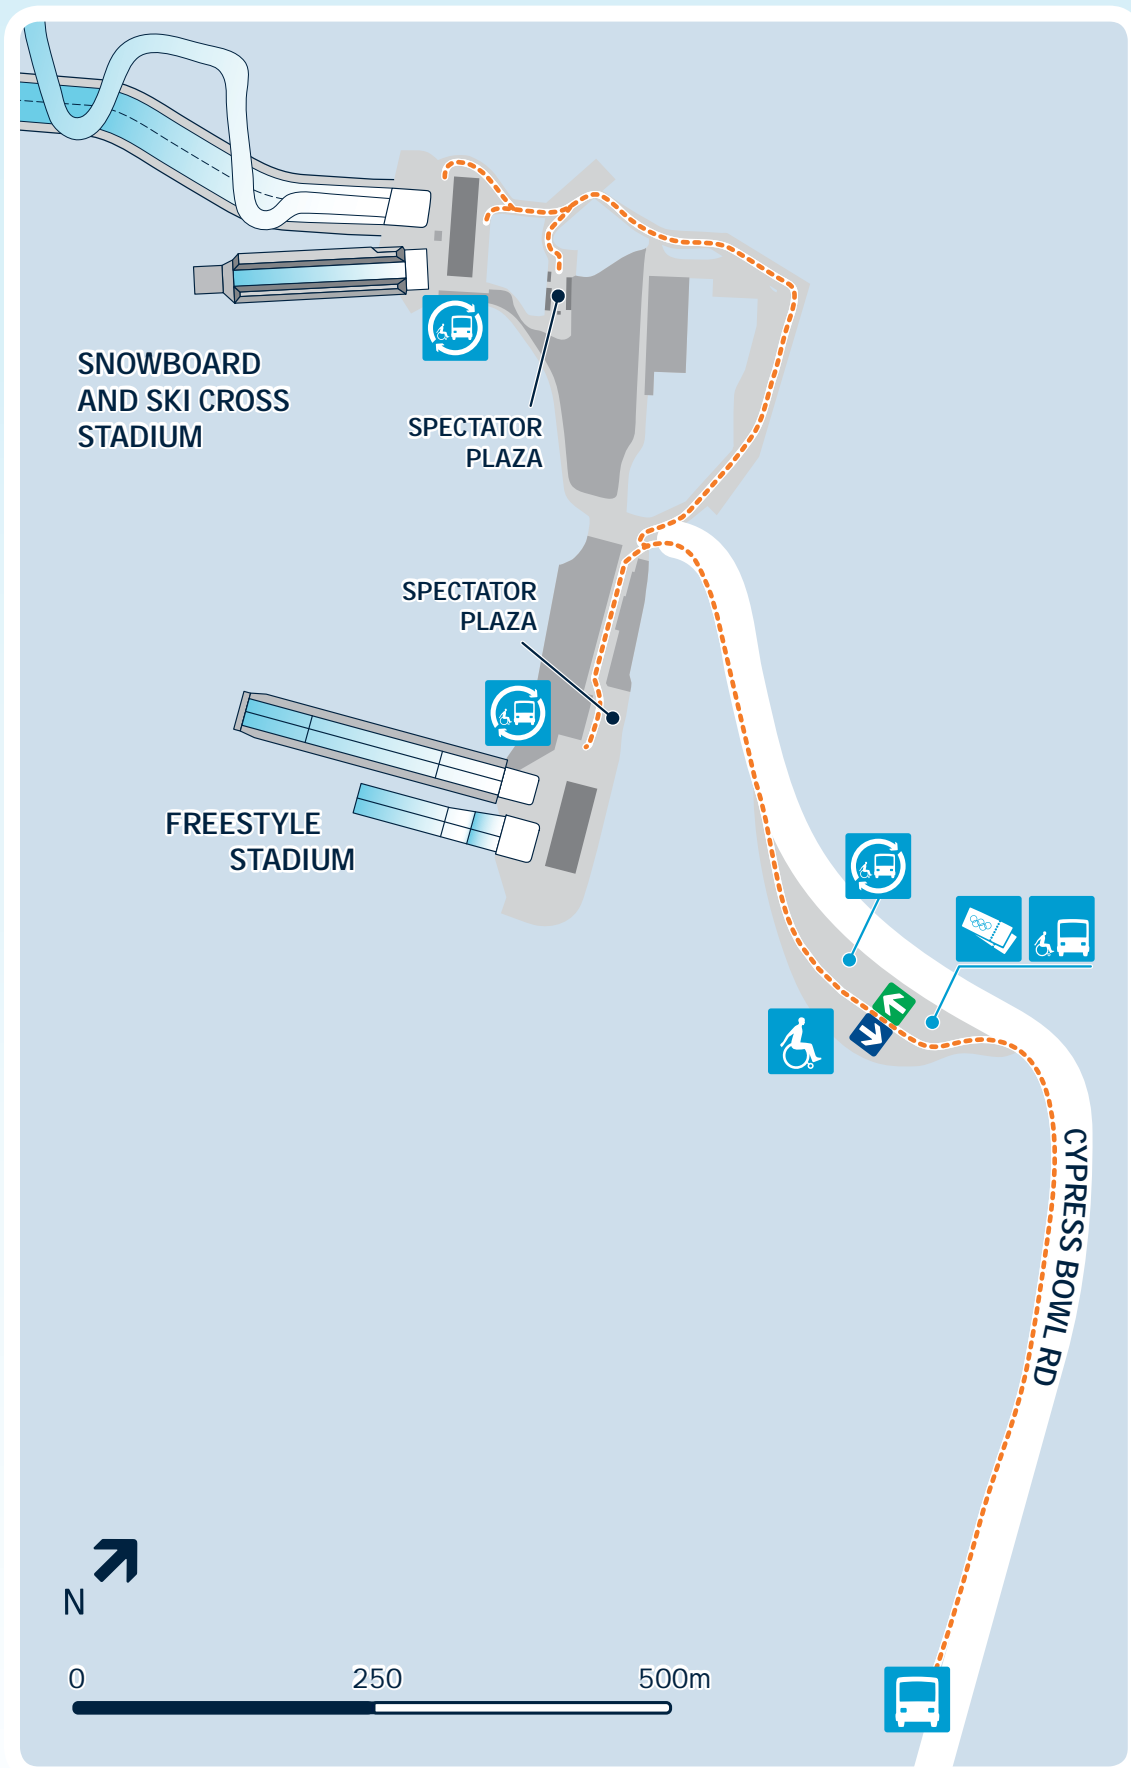 SNOWBOARD
AND SKI CROSS
STADIUM
SPECTATOR
PLAZA
SPECTATOR
PLAZA
FREESTYLE
STADIUM
CYPRESS BOWL RD
N
0 250 500m